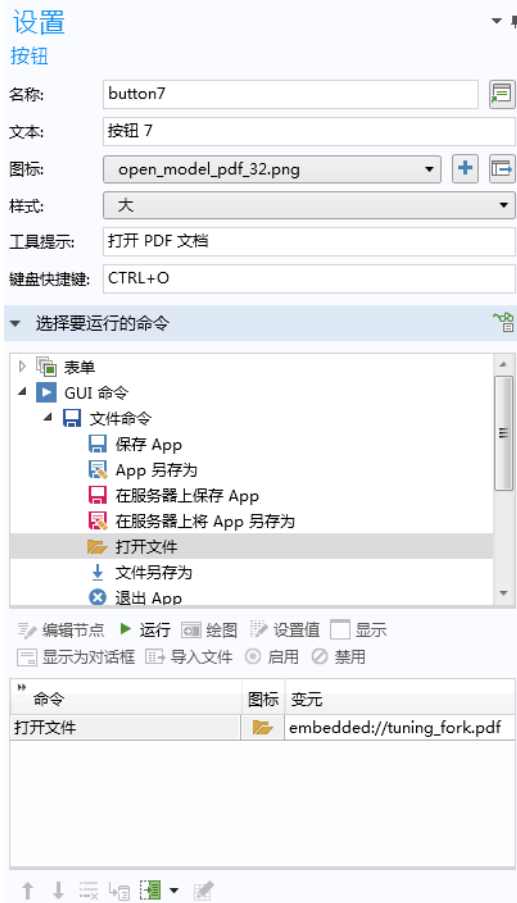 设置
按钮
名称: button7
文本: 按钮 7
图标: open_model_pdf_32.png
样式: 大
工具提示: 打开 PDF 文档
键盘快捷键: CTRL+O
选择要运行的命令
表单
GUI 命令
文件命令
保存 App
App 另存为
在服务器上保存 App
在服务器上将 App 另存为
打开文件
文件另存为
退出 App
编辑节点 运行 绘图 设置值 显示
显示为对话框 导入文件 启用 禁用
命令 图标 变元
打开文件 embedded://tuning_fork.pdf